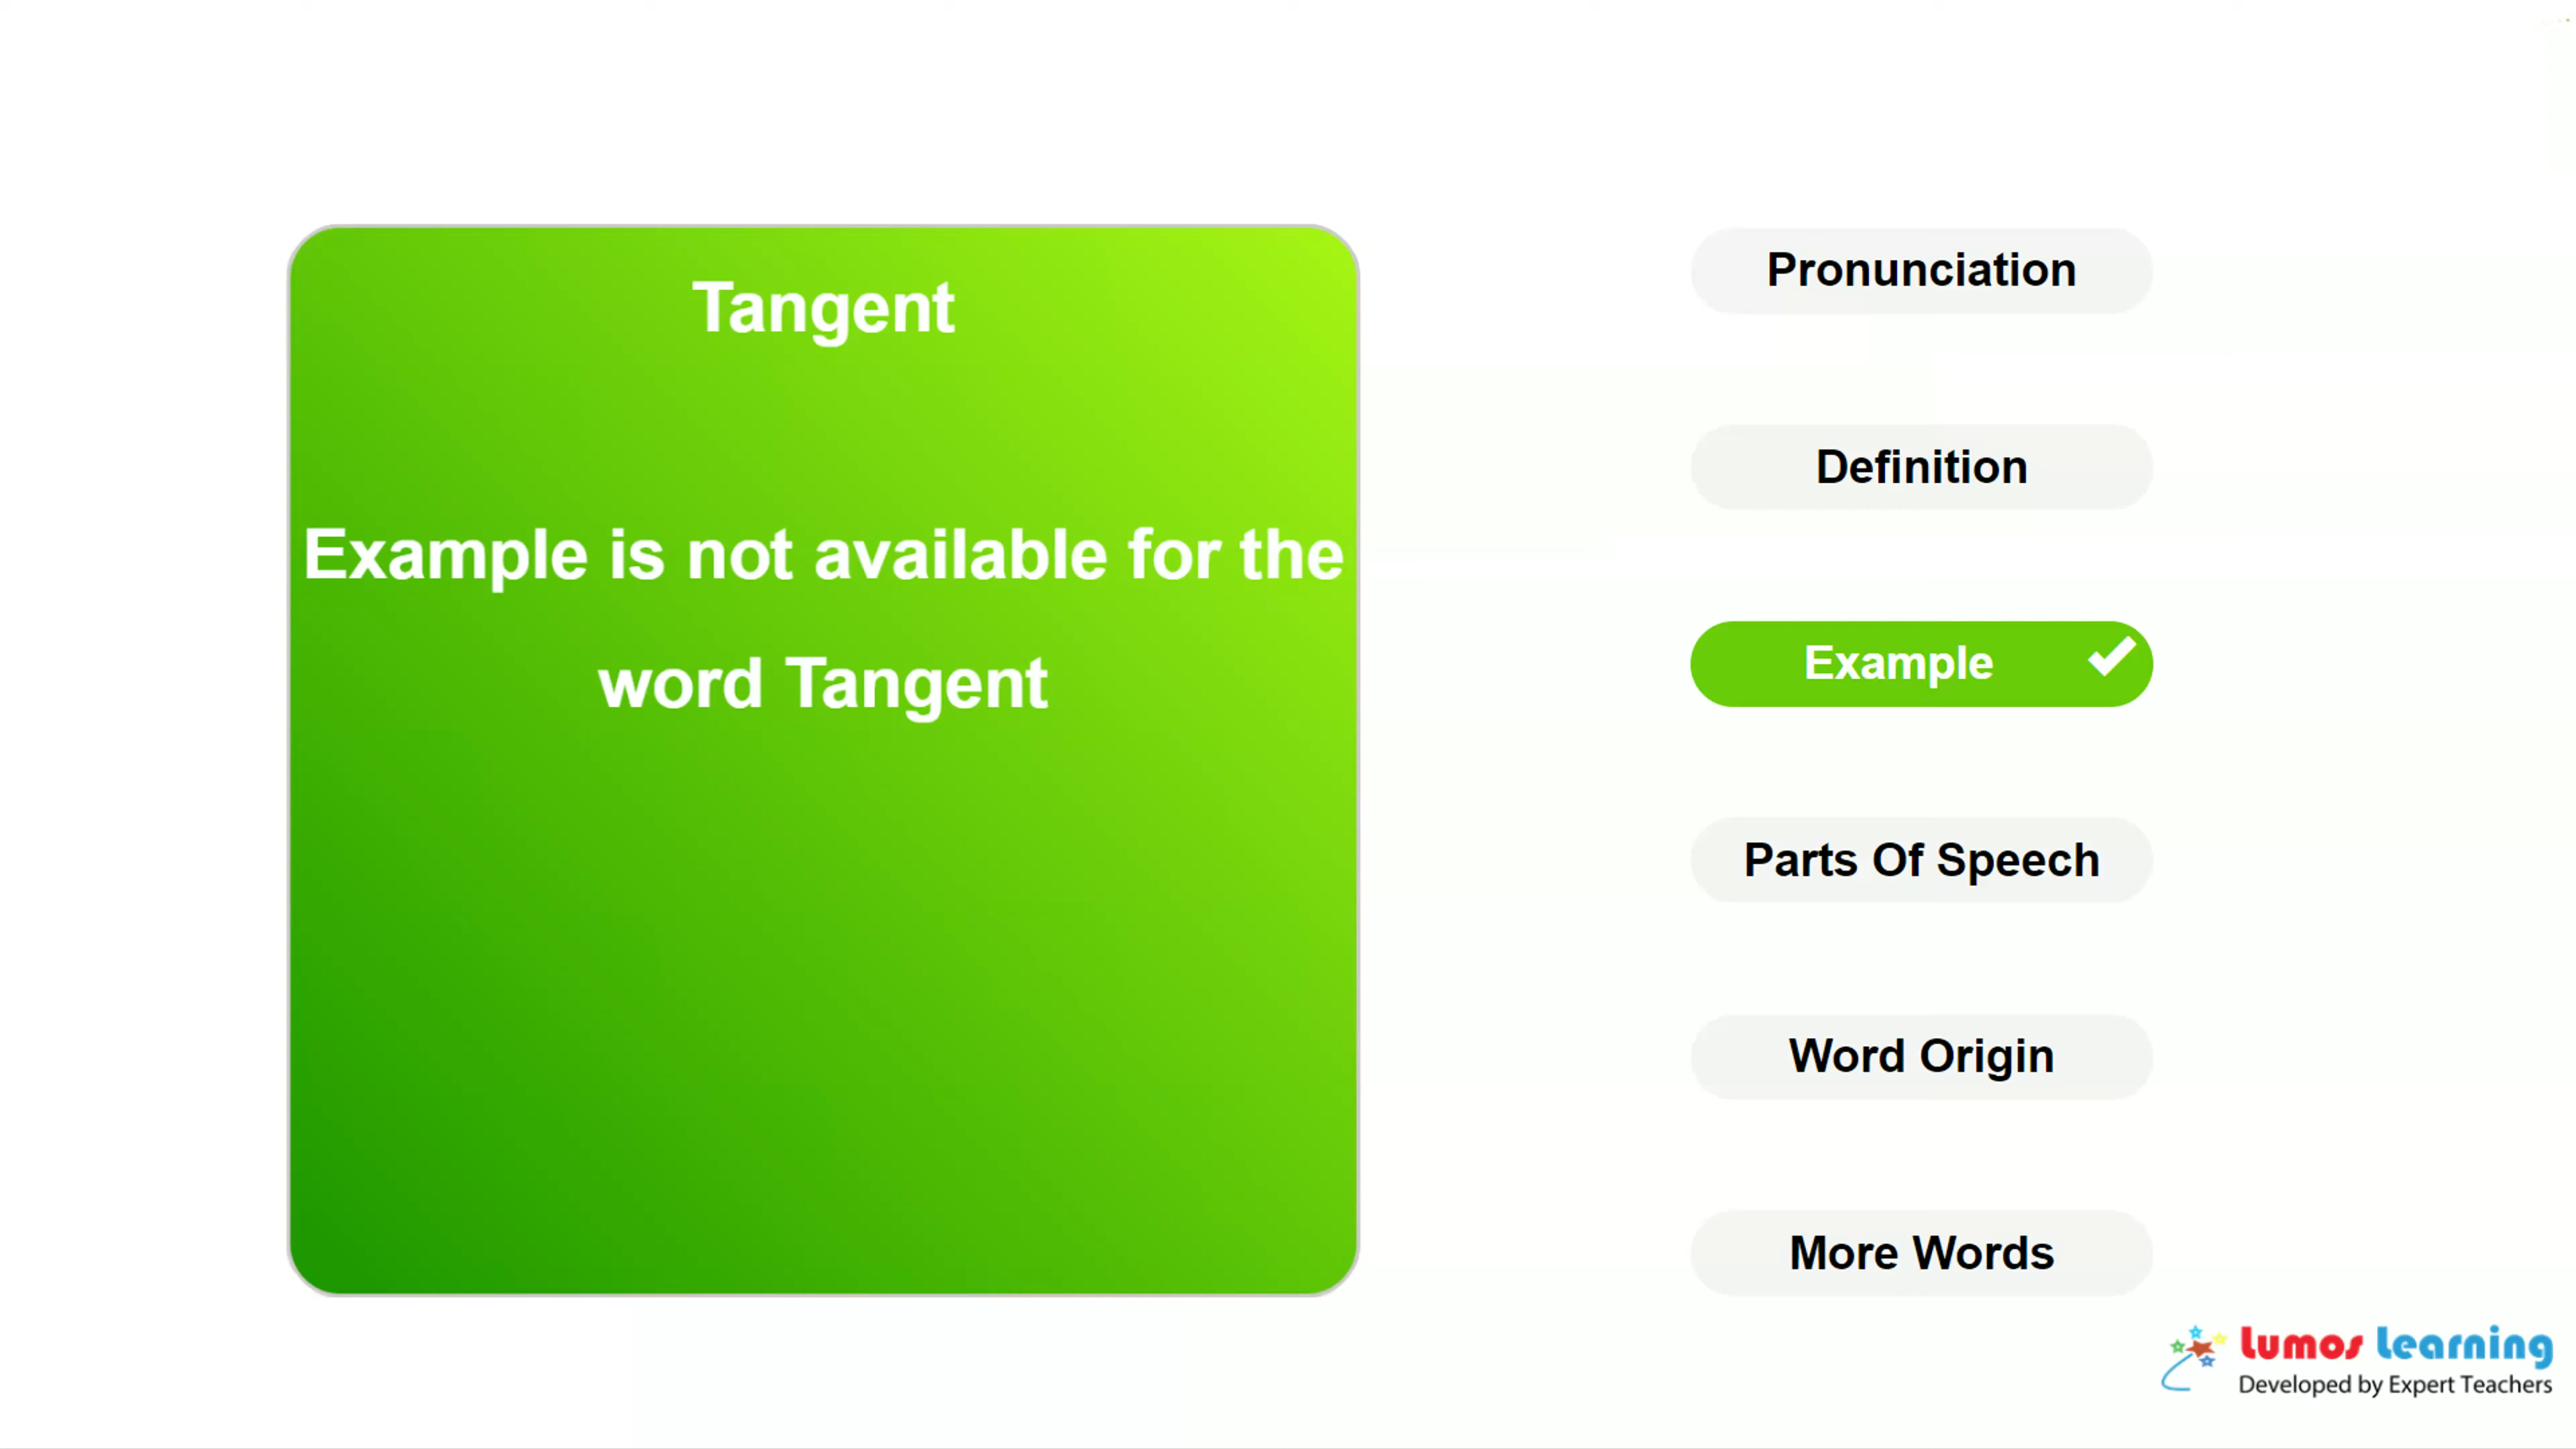 Tangent
Example is not available for the
word Tangent
Pronunciation
Definition
Example
Parts Of Speech
Word Origin
More Words
Lumos Learning
Developed by Expert Teachers